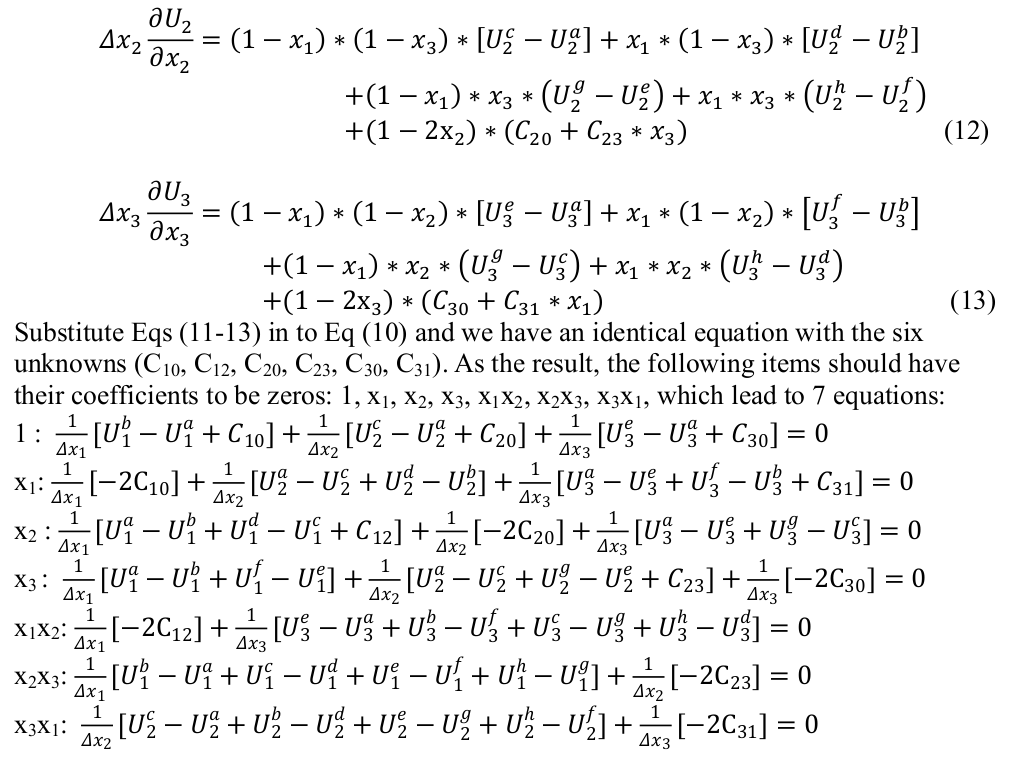 Δx₂ ∂U₂/∂x₂ = (1 − x₁) ∗ (1 − x₃) ∗ [U₂ᶜ − U₂ᵃ] + x₁ ∗ (1 − x₃) ∗ [U₂ᵈ − U₂ᵇ]
+(1 − x₁) ∗ x₃ ∗ (U₂ᵍ − U₂ᵉ) + x₁ ∗ x₃ ∗ (U₂ʰ − U₂ᶠ)
+(1 − 2x₂) ∗ (C₂₀ + C₂₃ ∗ x₃) (12)
Δx₃ ∂U₃/∂x₃ = (1 − x₁) ∗ (1 − x₂) ∗ [U₃ᵉ − U₃ᵃ] + x₁ ∗ (1 − x₂) ∗ [U₃ᶠ − U₃ᵇ]
+(1 − x₁) ∗ x₂ ∗ (U₃ᵍ − U₃ᶜ) + x₁ ∗ x₂ ∗ (U₃ʰ − U₃ᵈ)
+(1 − 2x₃) ∗ (C₃₀ + C₃₁ ∗ x₁) (13)
Substitute Eqs (11-13) in to Eq (10) and we have an identical equation with the six
unknowns (C₁₀, C₁₂, C₂₀, C₂₃, C₃₀, C₃₁). As the result, the following items should have
their coefficients to be zeros: 1, x₁, x₂, x₃, x₁x₂, x₂x₃, x₃x₁, which lead to 7 equations:
1 : 1/Δx₁ [U₁ᵇ − U₁ᵃ + C₁₀] + 1/Δx₂ [U₂ᶜ − U₂ᵃ + C₂₀] + 1/Δx₃ [U₃ᵉ − U₃ᵃ + C₃₀] = 0
x₁: 1/Δx₁ [−2C₁₀] + 1/Δx₂ [U₂ᵃ − U₂ᶜ + U₂ᵈ − U₂ᵇ] + 1/Δx₃ [U₃ᵃ − U₃ᵉ + U₃ᶠ − U₃ᵇ + C₃₁] = 0
x₂ : 1/Δx₁ [U₁ᵃ − U₁ᵇ + U₁ᵈ − U₁ᶜ + C₁₂] + 1/Δx₂ [−2C₂₀] + 1/Δx₃ [U₃ᵃ − U₃ᵉ + U₃ᵍ − U₃ᶜ] = 0
x₃ : 1/Δx₁ [U₁ᵃ − U₁ᵇ + U₁ᶠ − U₁ᵉ] + 1/Δx₂ [U₂ᵃ − U₂ᶜ + U₂ᵍ − U₂ᵉ + C₂₃] + 1/Δx₃ [−2C₃₀] = 0
x₁x₂: 1/Δx₁ [−2C₁₂] + 1/Δx₃ [U₃ᵉ − U₃ᵃ + U₃ᵇ − U₃ᶠ + U₃ᶜ − U₃ᵍ + U₃ʰ − U₃ᵈ] = 0
x₂x₃: 1/Δx₁ [U₁ᵇ − U₁ᵃ + U₁ᶜ − U₁ᵈ + U₁ᵉ − U₁ᶠ + U₁ʰ − U₁ᵍ] + 1/Δx₂ [−2C₂₃] = 0
x₃x₁: 1/Δx₂ [U₂ᶜ − U₂ᵃ + U₂ᵇ − U₂ᵈ + U₂ᵉ − U₂ᵍ + U₂ʰ − U₂ᶠ] + 1/Δx₃ [−2C₃₁] = 0